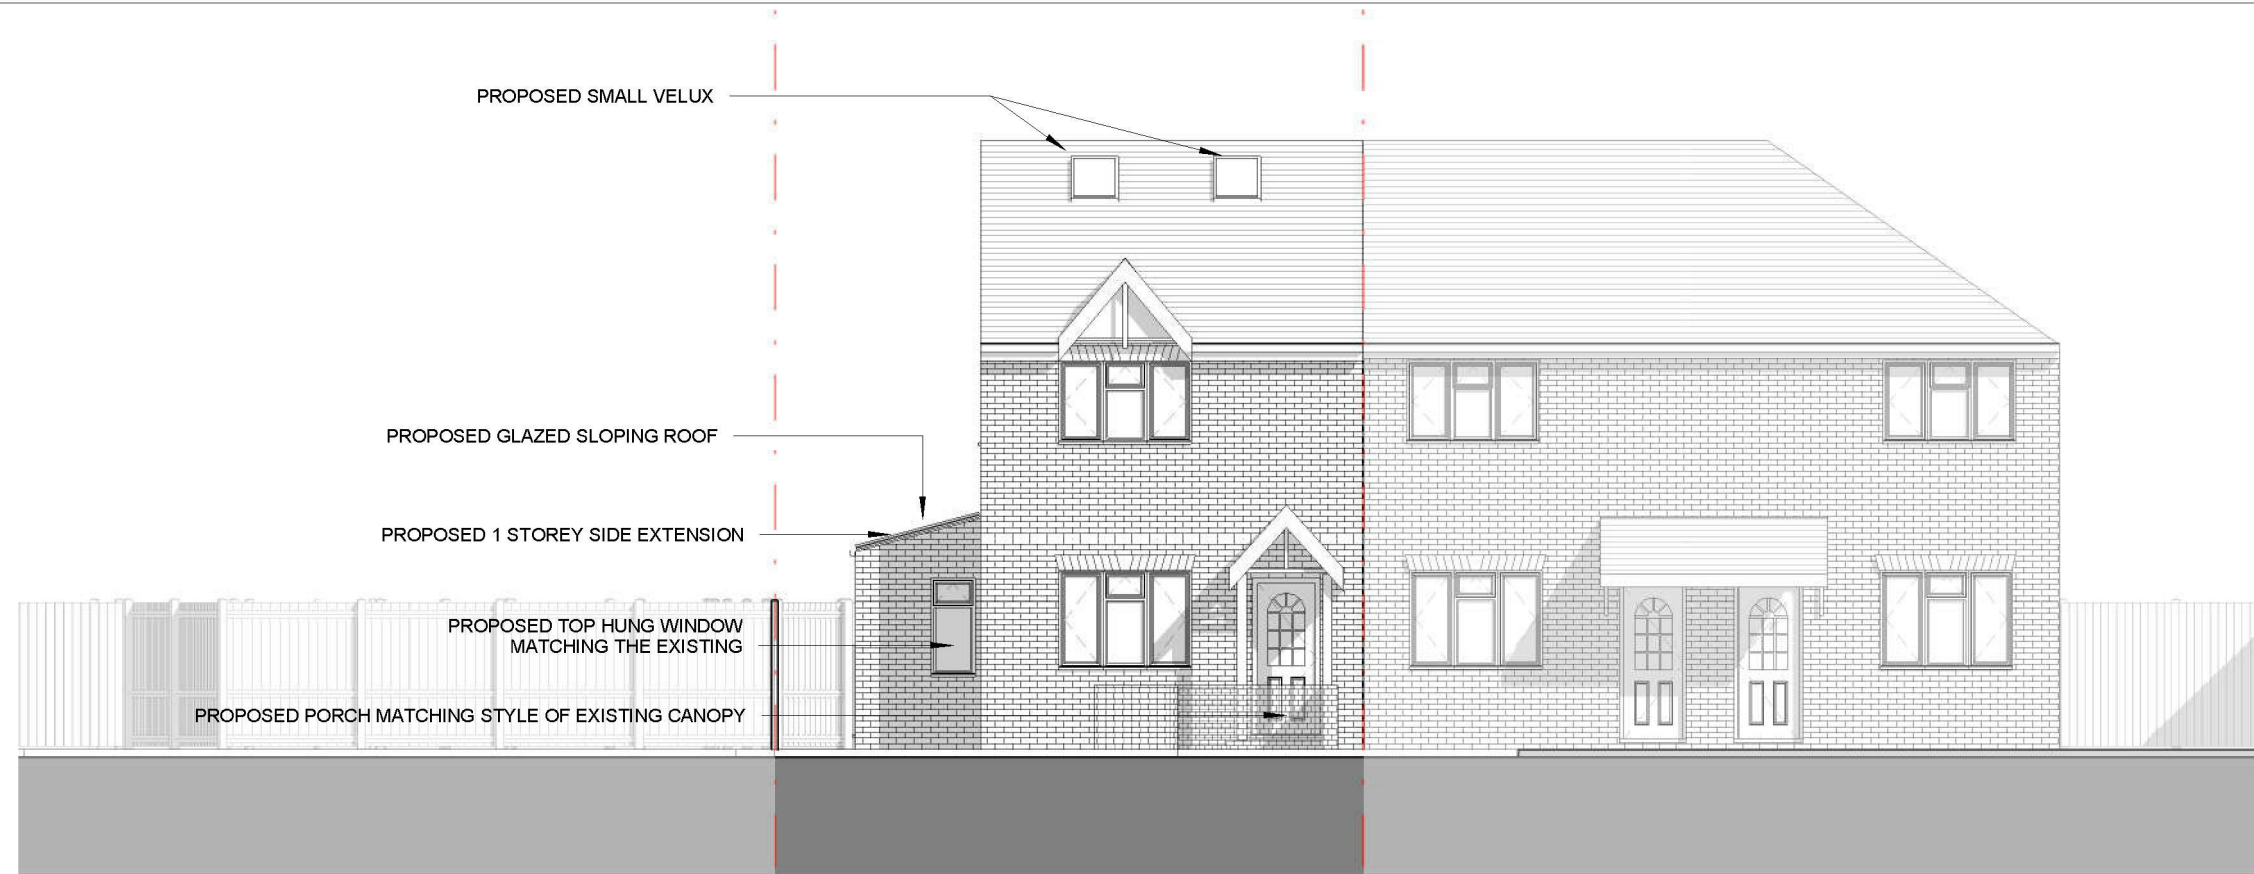 PROPOSED SMALL VELUX
PROPOSED GLAZED SLOPING ROOF
PROPOSED 1 STOREY SIDE EXTENSION
PROPOSED TOP HUNG WINDOW
MATCHING THE EXISTING
PROPOSED PORCH MATCHING STYLE OF EXISTING CANOPY